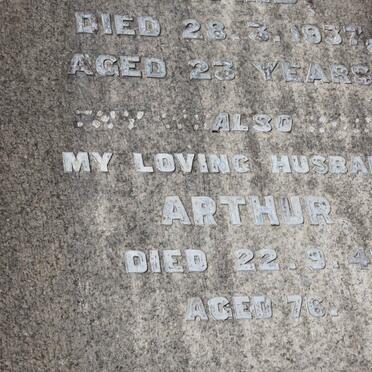 DIED 28.3.1937.
AGED 23 YEARS
ALSO
MY LOVING HUSBA
ARTHUR
DIED 22.9.4
AGED 76.